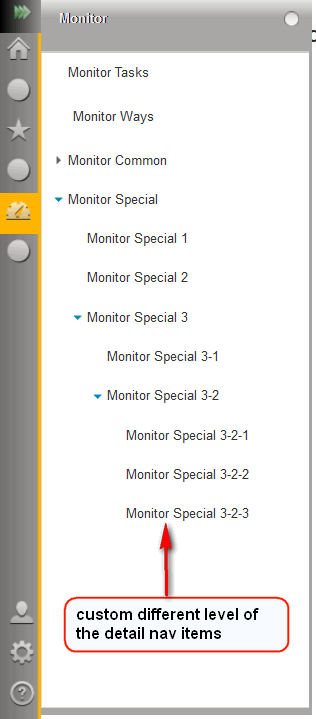 Monitor
Monitor Tasks
Monitor Ways
Monitor Common
Monitor Special
Monitor Special 1
Monitor Special 2
Monitor Special 3
Monitor Special 3-1
Monitor Special 3-2
Monitor Special 3-2-1
Monitor Special 3-2-2
Monitor Special 3-2-3
custom different level of
the detail nav items
?